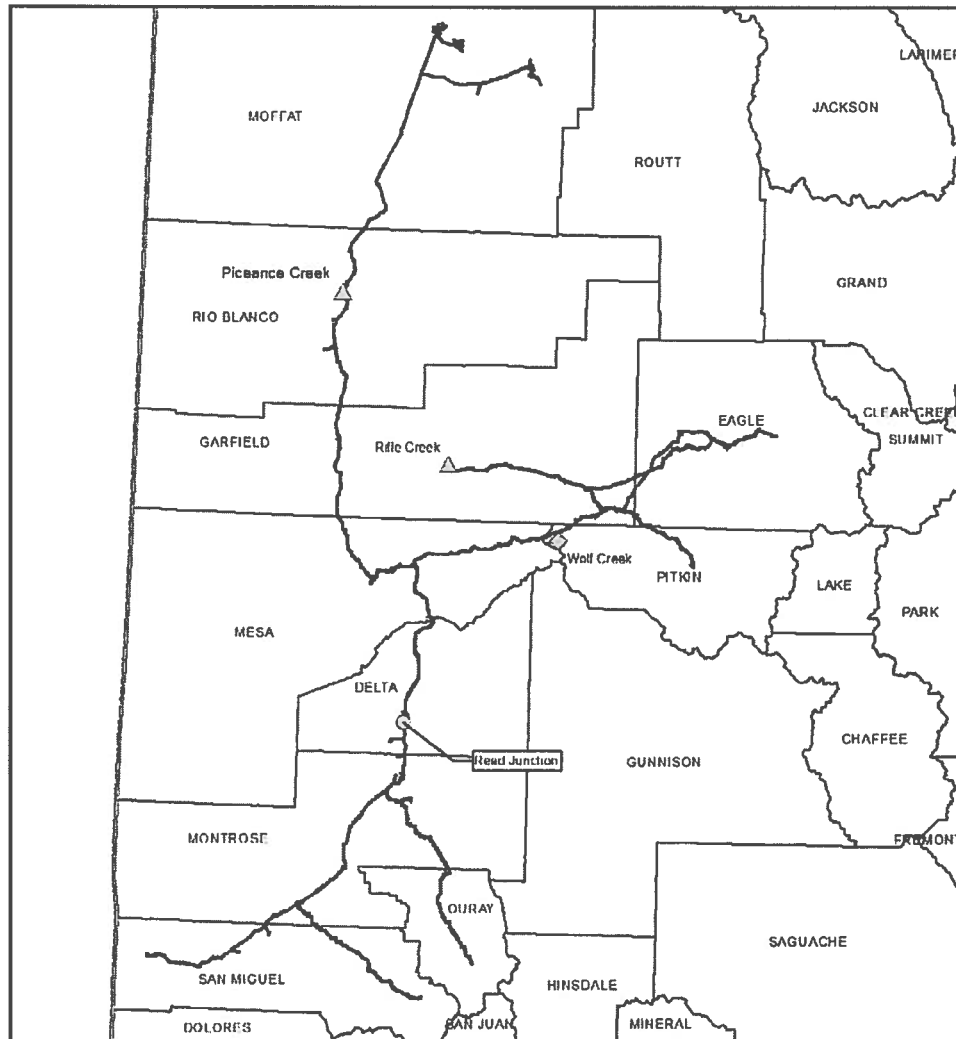 LARIMER
MOFFAT
JACKSON
ROUTT
Piceance Creek
GRAND
RIO BLANCO
CLEAR CREEK
EAGLE
SUMMIT
GARFIELD
Rifle Creek
Wolf Creek
PITKIN
LAKE
PARK
MESA
DELTA
CHAFFEE
Read Junction
GUNNISON
MONTROSE
FREMONT
OURAY
SAGUACHE
SAN MIGUEL
HINSDALE
DOLORES
SAN JUAN
MINERAL